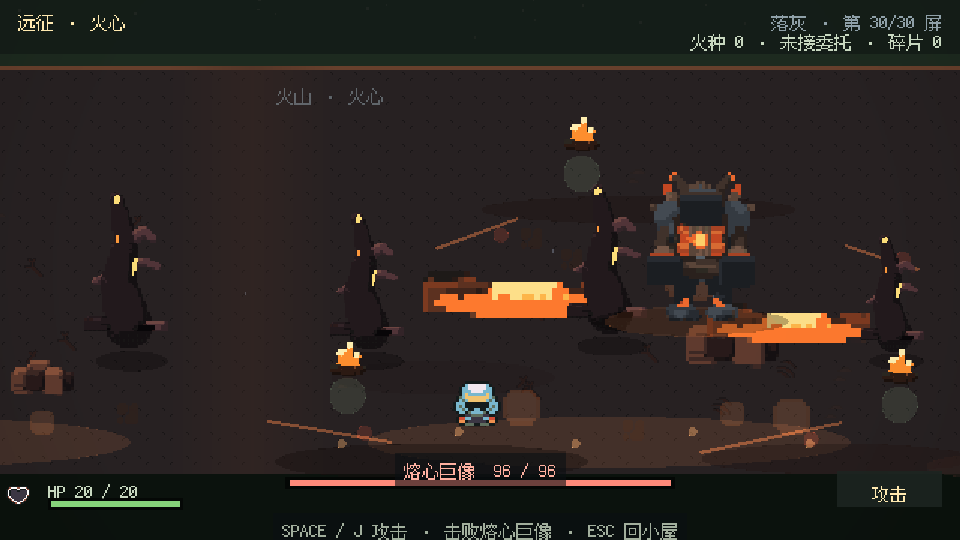 远征 · 火心
落灰 · 第 30/30 屏
火种 0 · 未接委托 · 碎片 0
火山 · 火心
熔心巨像 96 / 96
HP 20 / 20
攻击
SPACE / J 攻击 · 击败熔心巨像 · ESC 回小屋